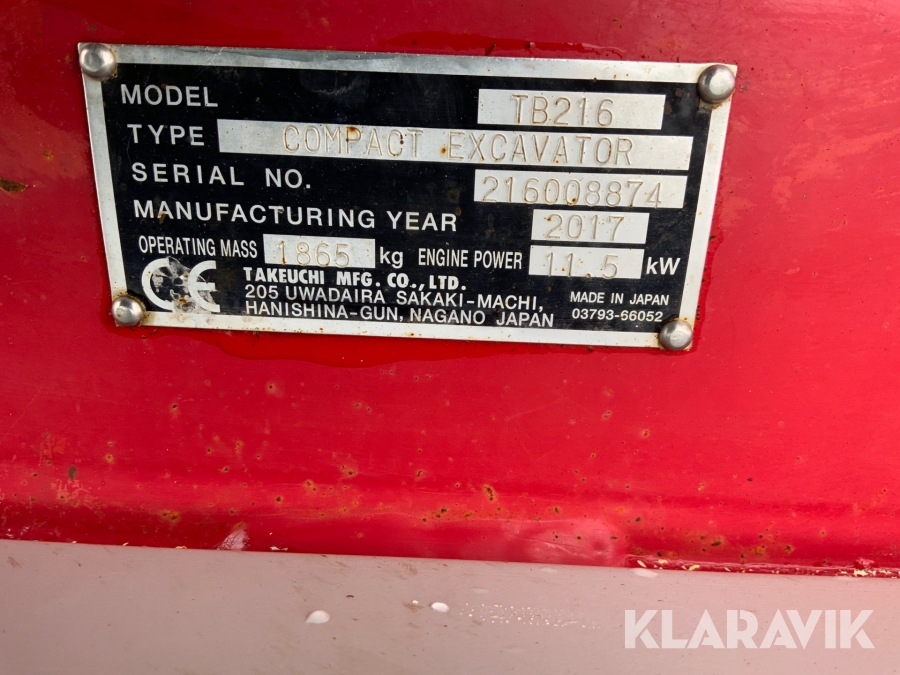 MODEL TB216
TYPE COMPACT EXCAVATOR
SERIAL NO. 216008874
MANUFACTURING YEAR 2017
OPERATING MASS 1865 kg ENGINE POWER 11.5 kW
CE TAKEUCHI MFG. CO., LTD.
205 UWADAIRA SAKAKI-MACHI, MADE IN JAPAN
HANISHINA-GUN, NAGANO JAPAN 03793-66052
KLARAVIK